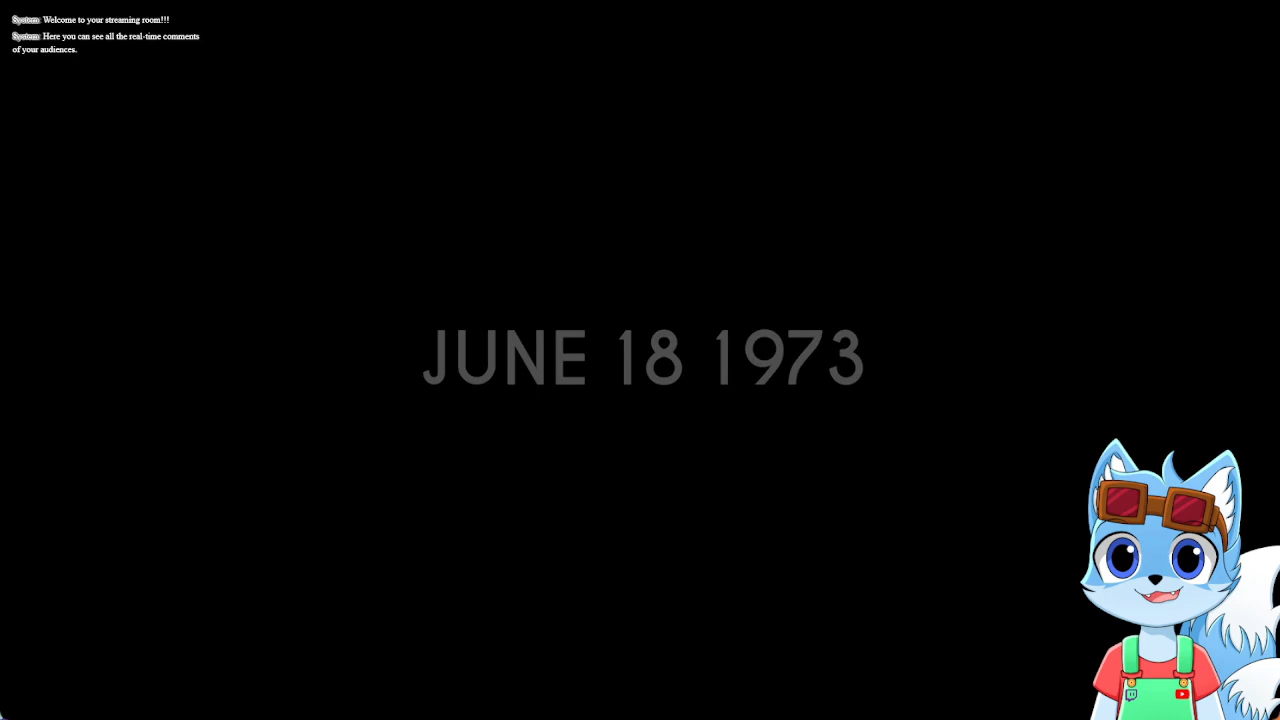 System: Welcome to your streaming room!!!
System: Here you can see all the real-time comments
of your audiences.
JUNE 18 1973